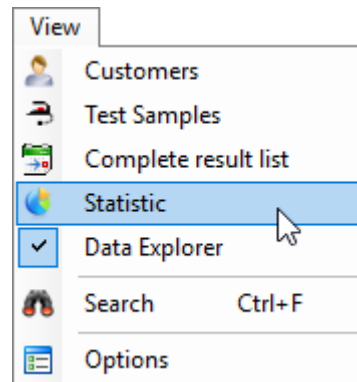 View
Customers
Test Samples
Complete result list
Statistic
Data Explorer
Search Ctrl+F
Options